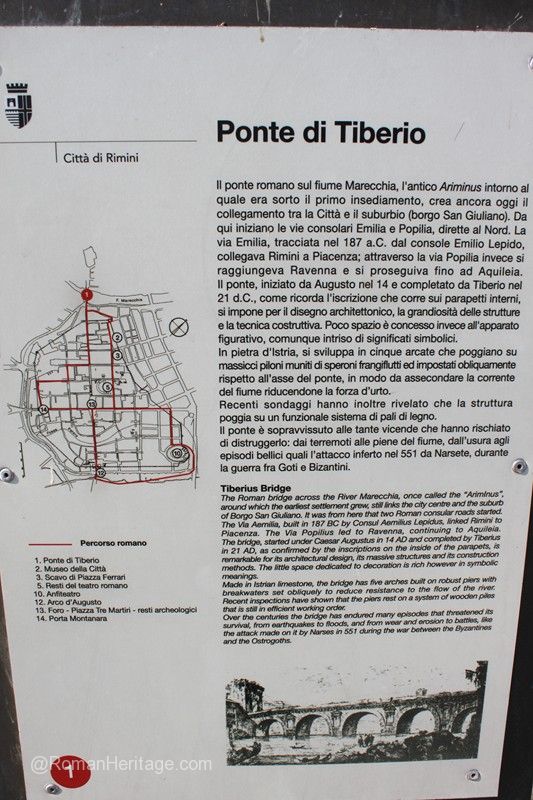 Ponte di Tiberio
Città di Rimini
Il ponte romano sul fiume Marecchia, l'antico Ariminus intorno al
quale era sorto il primo insediamento, crea ancora oggi il
collegamento tra la Città e il suburbio (borgo San Giuliano). Da
qui iniziano le vie consolari Emilia e Popilia, dirette al Nord. La
via Emilia, tracciata nel 187 a.C. dal console Emilio Lepido,
collegava Rimini a Piacenza; attraverso la via Popilia invece si
raggiungeva Ravenna e si proseguiva fino ad Aquileia.
Il ponte, iniziato da Augusto nel 14 e completato da Tiberio nel
21 d.C., come ricorda l'iscrizione che corre sui parapetti interni,
si impone per il disegno architettonico, la grandiosità delle strutture
e la tecnica costruttiva. Poco spazio è concesso invece all'apparato
figurativo, comunque intriso di significati simbolici.
In pietra d'Istria, si sviluppa in cinque arcate che poggiano su
massicci piloni muniti di speroni frangiflutti ed impostati obliquamente
rispetto all'asse del ponte, in modo da assecondare la corrente
del fiume riducendone la forza d'urto.
Recenti sondaggi hanno inoltre rivelato che la struttura
poggia su un funzionale sistema di pali di legno.
Il ponte è sopravvissuto alle tante vicende che hanno rischiato
di distruggerlo: dai terremoti alle piene del fiume, dall'usura agli
episodi bellici quali l'attacco inferto nel 551 da Narsete, durante
la guerra fra Goti e Bizantini.
Tiberius Bridge
The Roman bridge across the River Marecchia, once called the "Ariminus",
around which the earliest settlement grew, still links the city centre and the suburb
of Borgo San Giuliano. It was from here that two Roman consular roads started.
The Via Aemilia, built in 187 BC by Consul Aemilius Lepidus, linked Rimini to
Piacenza. The Via Popilius led to Ravenna, continuing to Aquileia.
The bridge, started under Caesar Augustus in 14 AD and completed by Tiberius
in 21 AD, as confirmed by the inscriptions on the inside of the parapets, is
remarkable for its architectural design, its massive structures and its construction
methods. The little space dedicated to decoration is rich however in symbolic
meanings.
Made in Istrian limestone, the bridge has five arches built on robust piers with
breakwaters set obliquely to reduce resistance to the flow of the river.
Recent inspections have shown that the piers rest on a system of wooden piles
that is still in efficient working order.
Over the centuries the bridge has endured many episodes that threatened its
survival, from earthquakes to floods, and from wear and erosion to battles, like
the attack made on it by Narses in 551 during the war between the Byzantines
and the Ostrogoths.
1
F. Marecchia
2
3
5
13
14
10
12
Percorso romano
1. Ponte di Tiberio
2. Museo della Città
3. Scavo di Piazza Ferrari
5. Resti del teatro romano
10. Anfiteatro
12. Arco d'Augusto
13. Foro - Piazza Tre Martiri - resti archeologici
14. Porta Montanara
1
@RomanHeritage.com